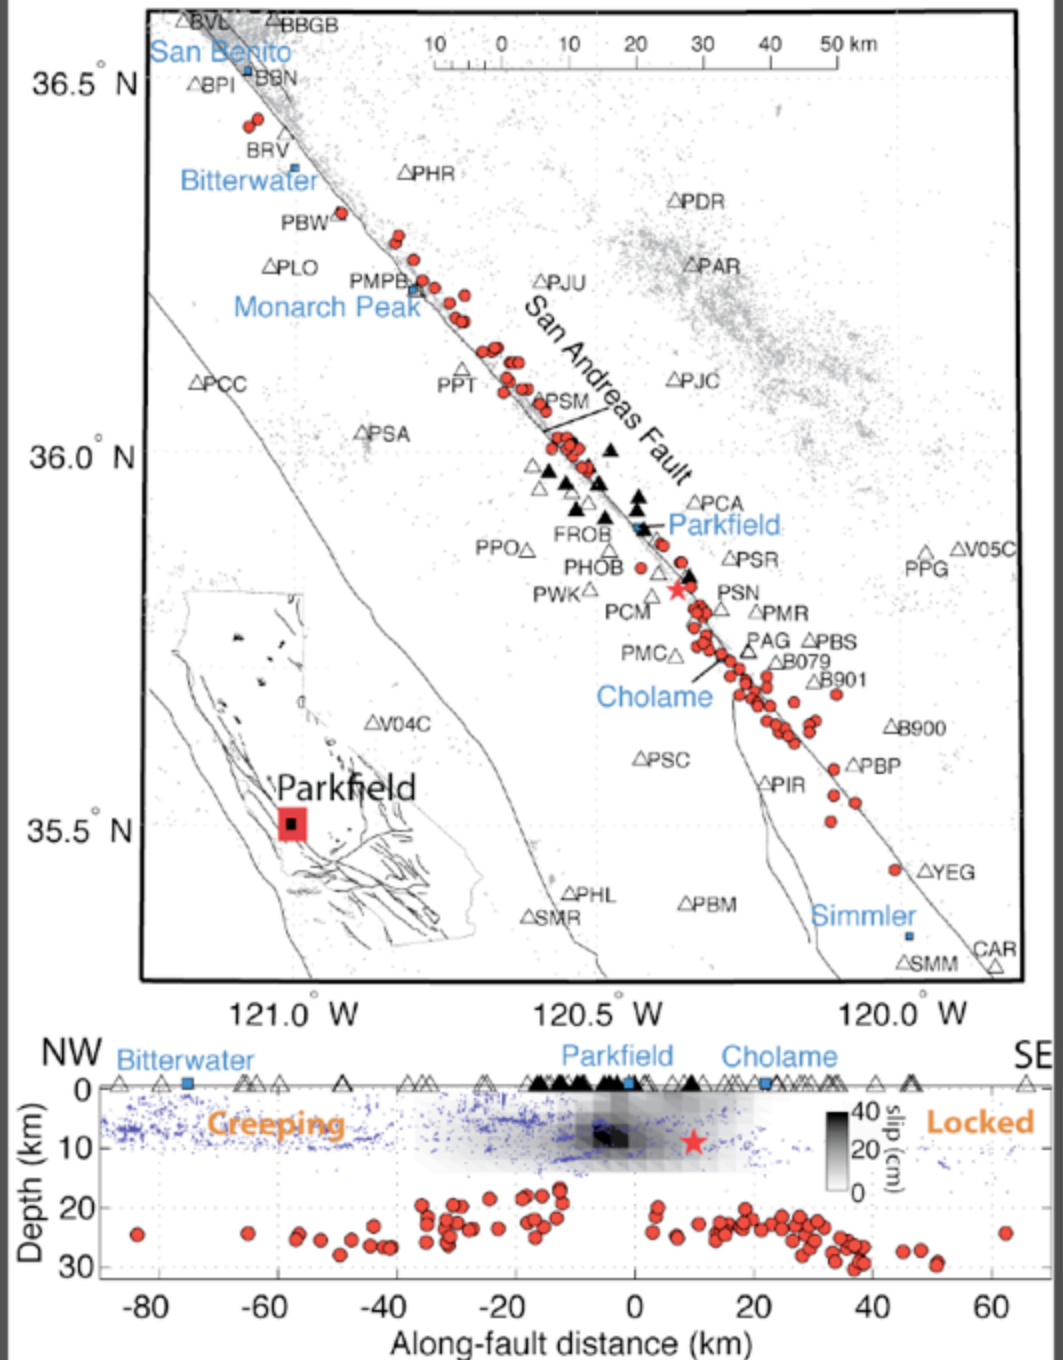 BVL
BBGB
San Benito
BBN
BPI
10 0 10 20 30 40 50 km
36.5° N
BRV
Bitterwater
PHR
PDR
PBW
PLO
PAR
PMPB
PJU
Monarch Peak
San Andreas Fault
PCC
PPT
PJC
PSM
PSA
36.0° N
PCA
Parkfield
FROB
PPO
PHOB
PSR
PPG
V05C
PWK
PSN
PCM
PMR
PAG
PBS
PMC
B079
B901
Cholame
V04C
B900
PSC
PBP
PIR
Parkfield
35.5° N
PHL
YEG
SMR
PBM
Simmler
CAR
SMM
121.0° W 120.5° W 120.0° W
NW Bitterwater Parkfield Cholame SE
0
10
20
30
Depth (km)
Creeping
Locked
40
20
0
slip (cm)
-80 -60 -40 -20 0 20 40 60
Along-fault distance (km)